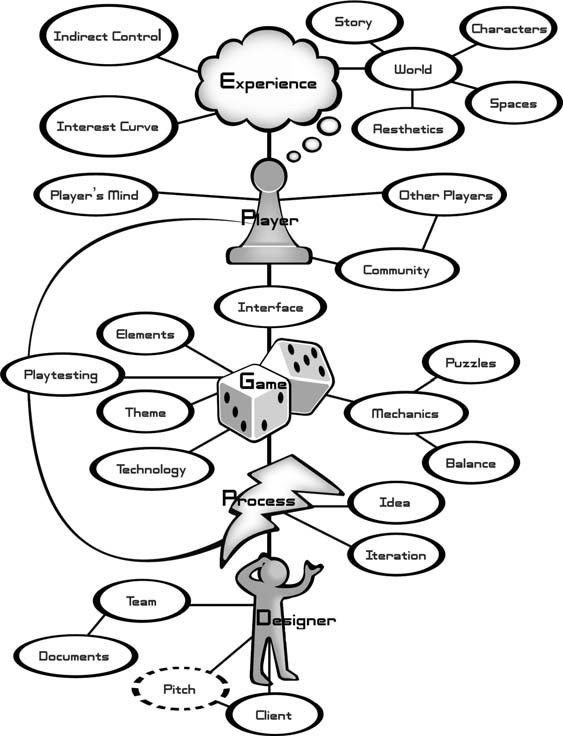 Story
Characters
Indirect Control
World
Experience
Spaces
Interest Curve
Aesthetics
Player's Mind
Other Players
Player
Community
Interface
Elements
Puzzles
Playtesting
Game
Theme
Mechanics
Technology
Balance
Process
Idea
Iteration
Team
Designer
Documents
Pitch
Client